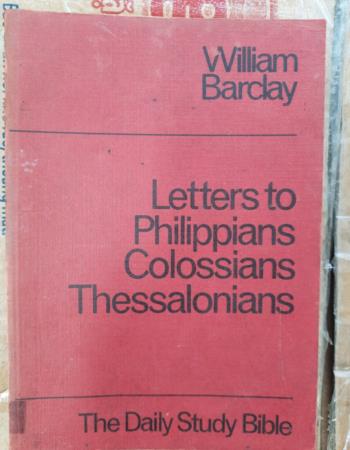 William
Barclay
Letters to
Philippians
Colossians
Thessalonians
The Daily Study Bible